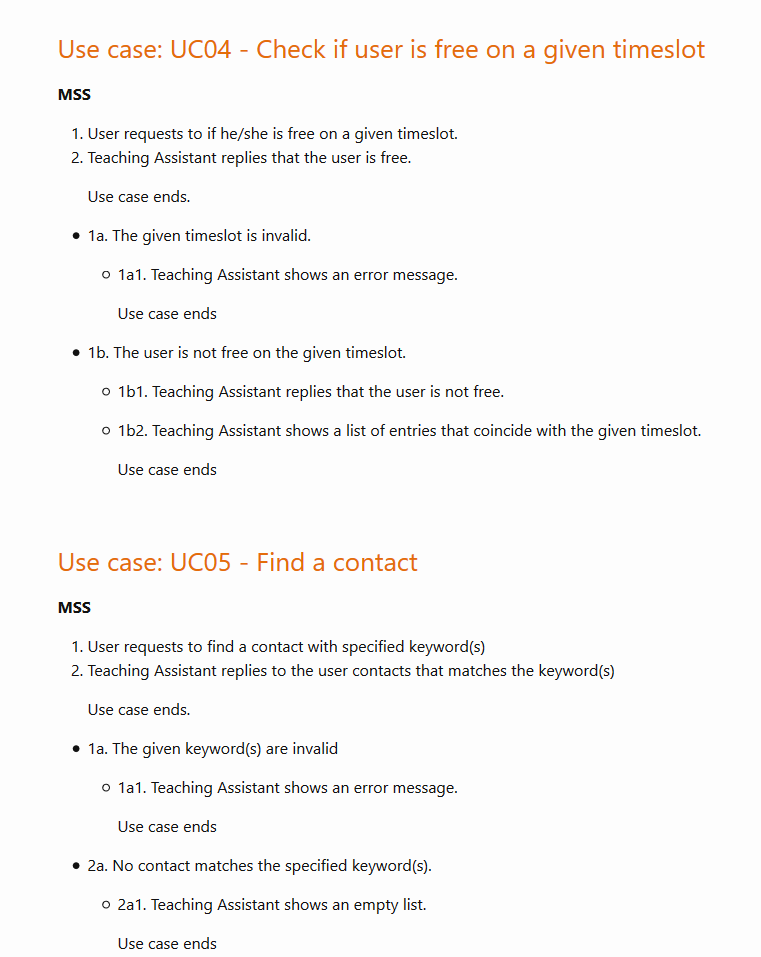 Use case: UC04 - Check if user is free on a given timeslot
MSS
1. User requests to if he/she is free on a given timeslot.
2. Teaching Assistant replies that the user is free.
Use case ends.
1a. The given timeslot is invalid.
1a1. Teaching Assistant shows an error message.
Use case ends
1b. The user is not free on the given timeslot.
1b1. Teaching Assistant replies that the user is not free.
1b2. Teaching Assistant shows a list of entries that coincide with the given timeslot.
Use case ends
Use case: UC05 - Find a contact
MSS
1. User requests to find a contact with specified keyword(s)
2. Teaching Assistant replies to the user contacts that matches the keyword(s)
Use case ends.
1a. The given keyword(s) are invalid
1a1. Teaching Assistant shows an error message.
Use case ends
2a. No contact matches the specified keyword(s).
2a1. Teaching Assistant shows an empty list.
Use case ends